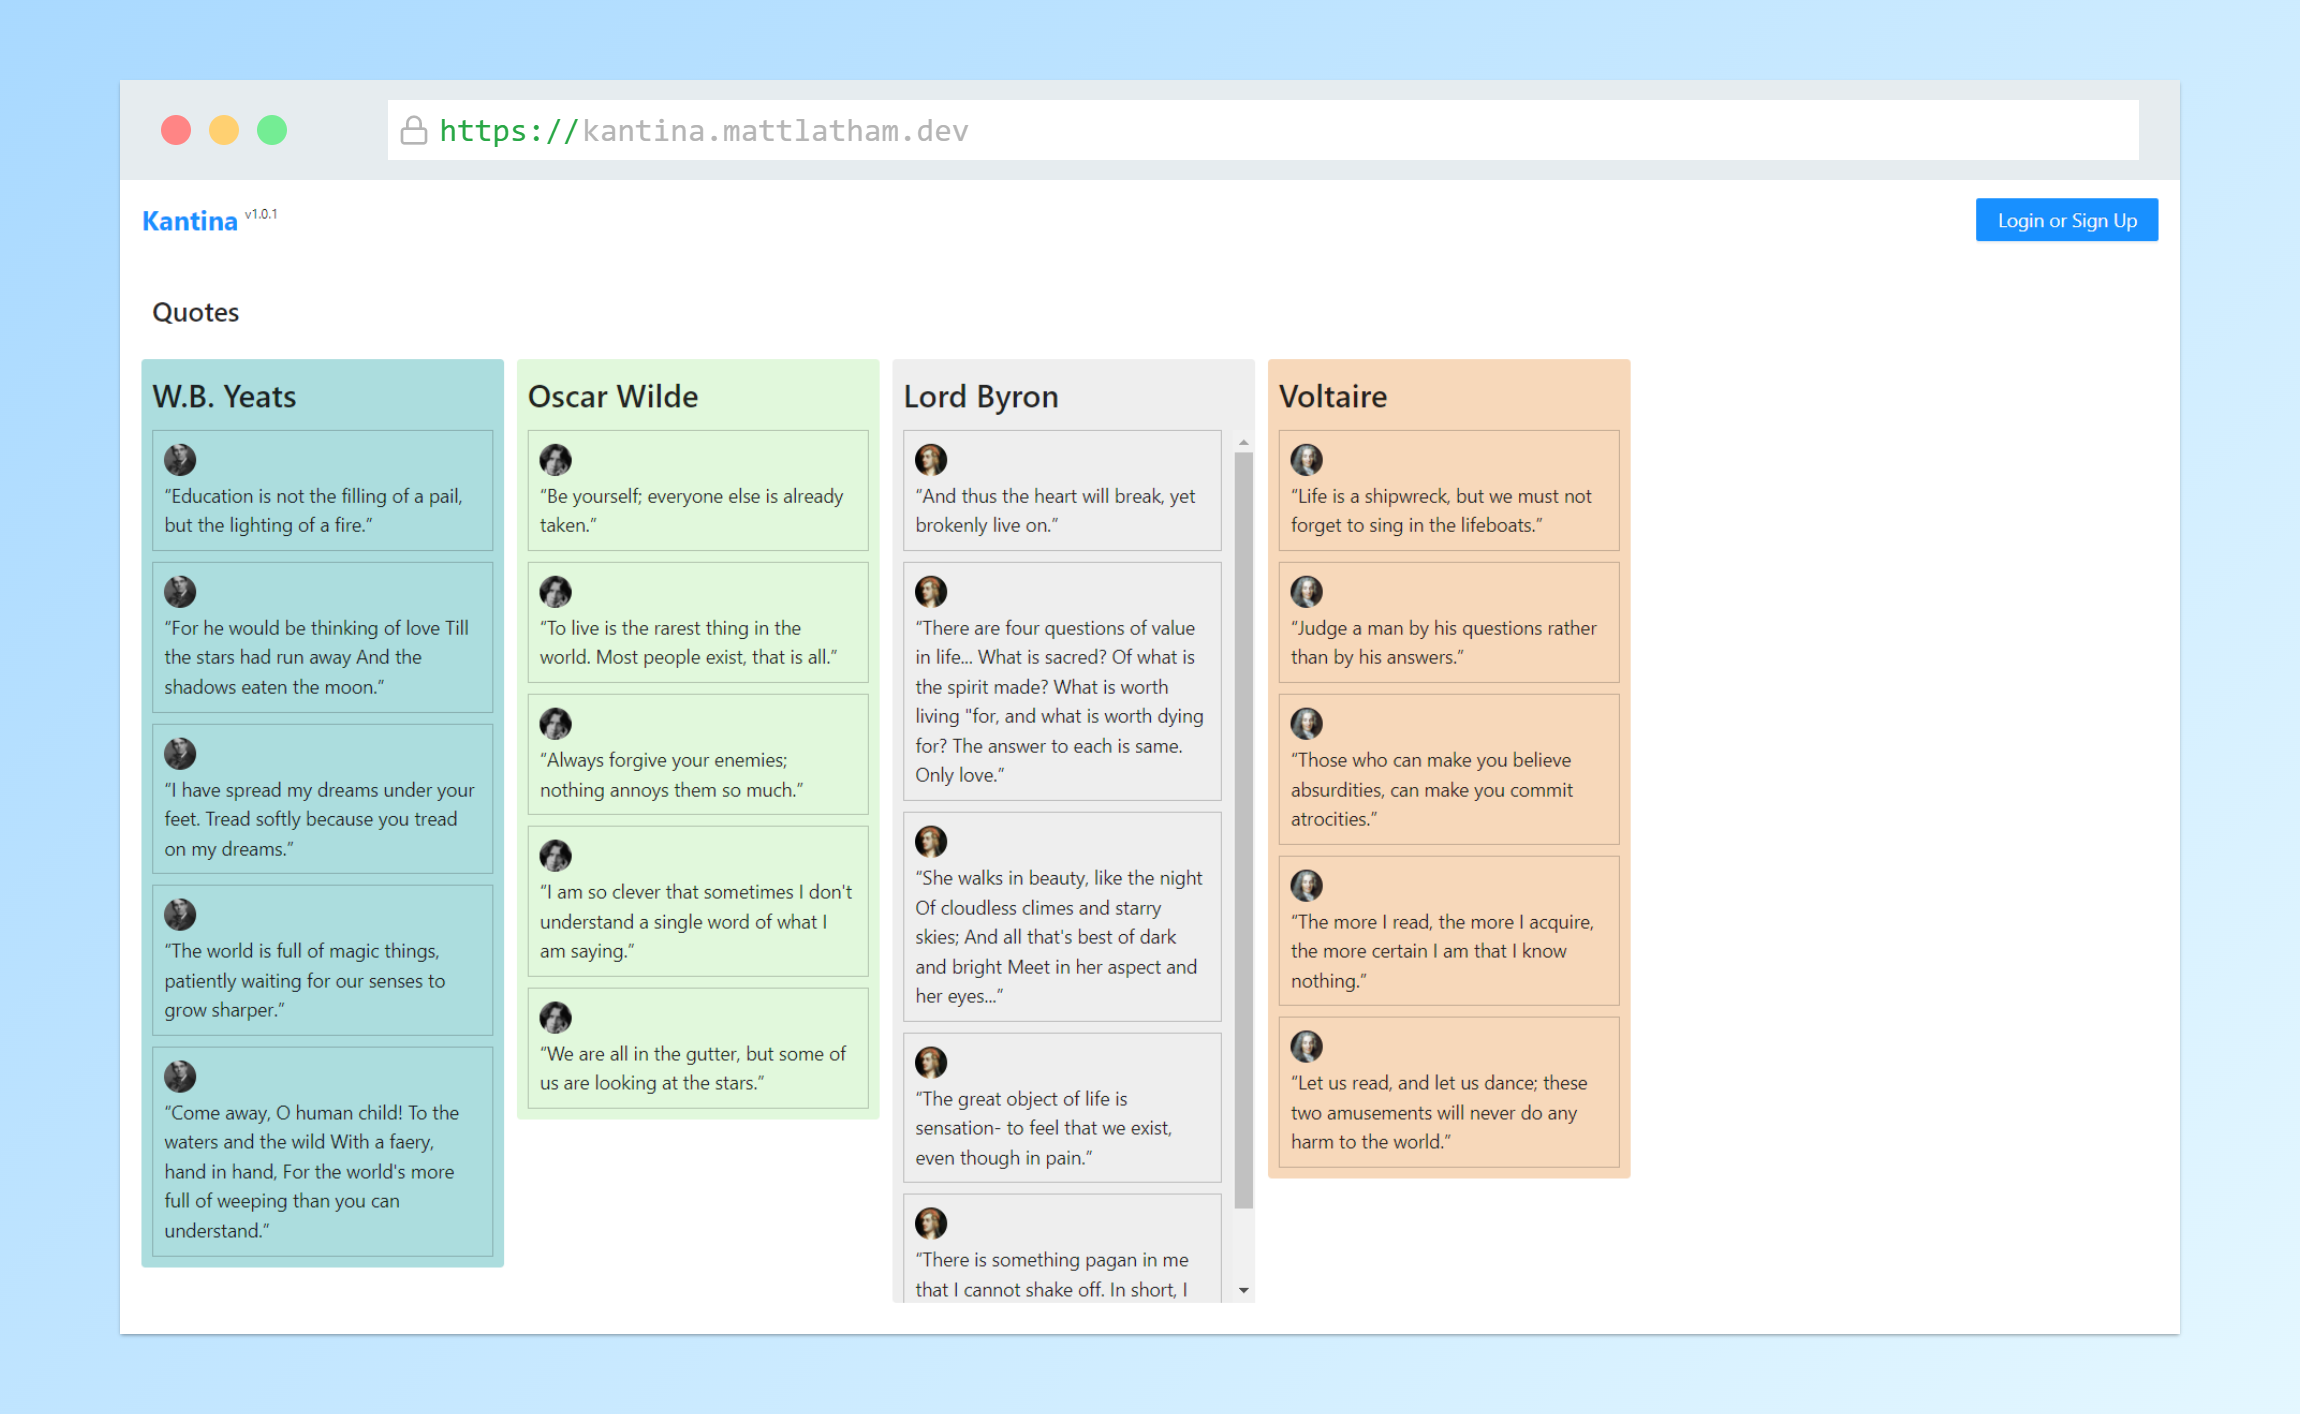 https://kantina.mattlatham.dev
Kantina v1.0.1
Login or Sign Up
Quotes
W.B. Yeats
“Education is not the filling of a pail,
but the lighting of a fire.”
“For he would be thinking of love Till
the stars had run away And the
shadows eaten the moon.”
“I have spread my dreams under your
feet. Tread softly because you tread
on my dreams.”
“The world is full of magic things,
patiently waiting for our senses to
grow sharper.”
“Come away, O human child! To the
waters and the wild With a faery,
hand in hand, For the world's more
full of weeping than you can
understand.”
Oscar Wilde
“Be yourself; everyone else is already
taken.”
“To live is the rarest thing in the
world. Most people exist, that is all.”
“Always forgive your enemies;
nothing annoys them so much.”
“I am so clever that sometimes I don't
understand a single word of what I
am saying.”
“We are all in the gutter, but some of
us are looking at the stars.”
Lord Byron
“And thus the heart will break, yet
brokenly live on.”
“There are four questions of value
in life... What is sacred? Of what is
the spirit made? What is worth
living "for, and what is worth dying
for? The answer to each is same.
Only love.”
“She walks in beauty, like the night
Of cloudless climes and starry
skies; And all that's best of dark
and bright Meet in her aspect and
her eyes...”
“The great object of life is
sensation- to feel that we exist,
even though in pain.”
“There is something pagan in me
that I cannot shake off. In short, I
Voltaire
“Life is a shipwreck, but we must not
forget to sing in the lifeboats.”
“Judge a man by his questions rather
than by his answers.”
“Those who can make you believe
absurdities, can make you commit
atrocities.”
“The more I read, the more I acquire,
the more certain I am that I know
nothing.”
“Let us read, and let us dance; these
two amusements will never do any
harm to the world.”